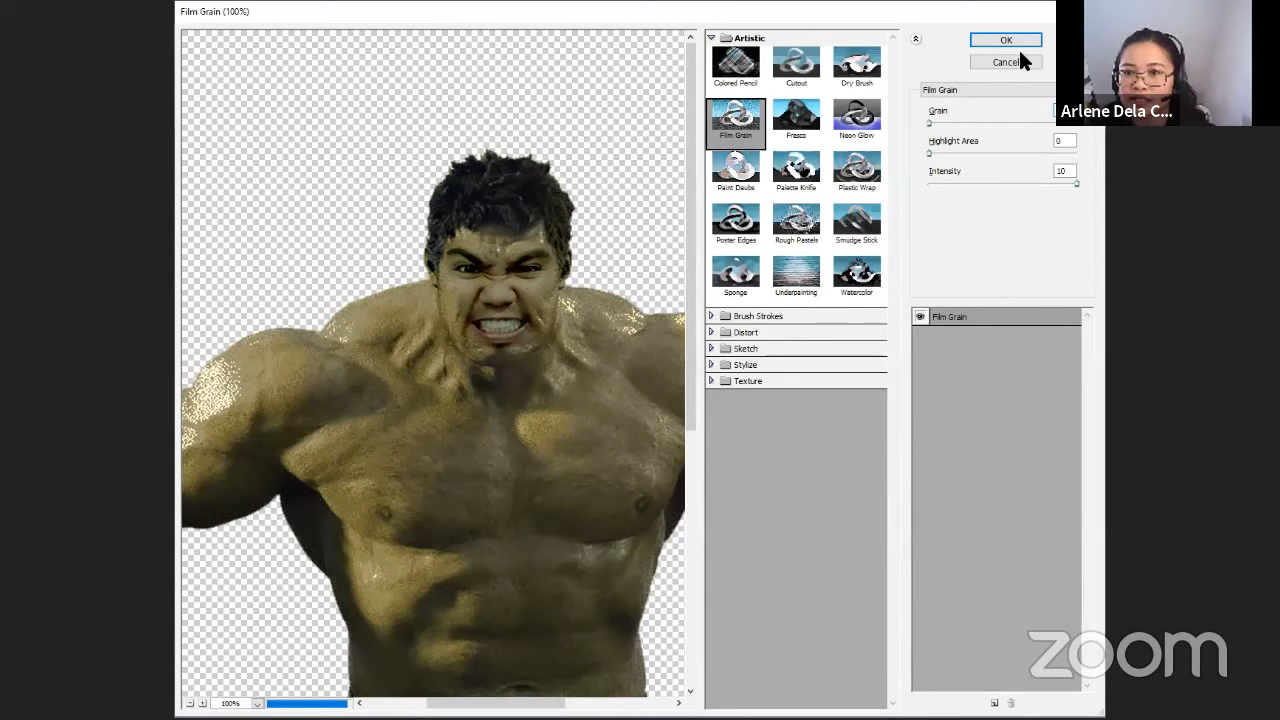 Film Grain (100%)
Artistic
Colored Pencil
Cutout
Dry Brush
Film Grain
Fresco
Neon Glow
Paint Daubs
Palette Knife
Plastic Wrap
Poster Edges
Rough Pastels
Smudge Stick
Sponge
Underpainting
Watercolor
Brush Strokes
Distort
Sketch
Stylize
Texture
OK
Cancel
Film Grain
Grain
Highlight Area 0
Intensity 10
Film Grain
Arlene Dela C...
100%
zoom